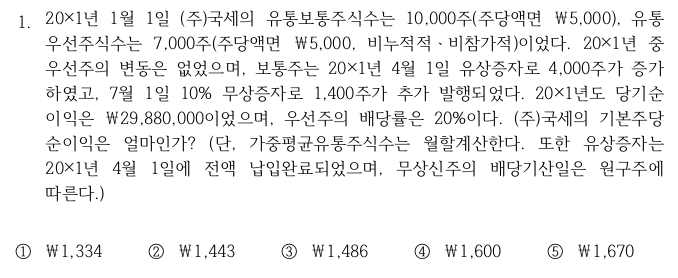 1. 20×1년 1월 1일 (주)국세의 유통보통주식수는 10,000주(주당액면 ₩5,000), 유통
우선주식수는 7,000주(주당액면 ₩5,000, 비누적적·비참가적)이었다. 20×1년 중
우선주의 변동은 없었으며, 보통주는 20×1년 4월 1일 유상증자로 4,000주가 증가
하였고, 7월 1일 10% 무상증자로 1,400주가 추가 발행되었다. 20×1년도 당기순
이익은 ₩29,880,000이었으며, 우선주의 배당률은 20%이다. (주)국세의 기본주당
순이익은 얼마인가? (단, 가중평균유통주식수는 월할계산한다. 또한 유상증자는
20×1년 4월 1일에 전액 납입완료되었으며, 무상신주의 배당기산일은 원구주에
따른다.)
① ₩1,334 ② ₩1,443 ③ ₩1,486 ④ ₩1,600 ⑤ ₩1,670